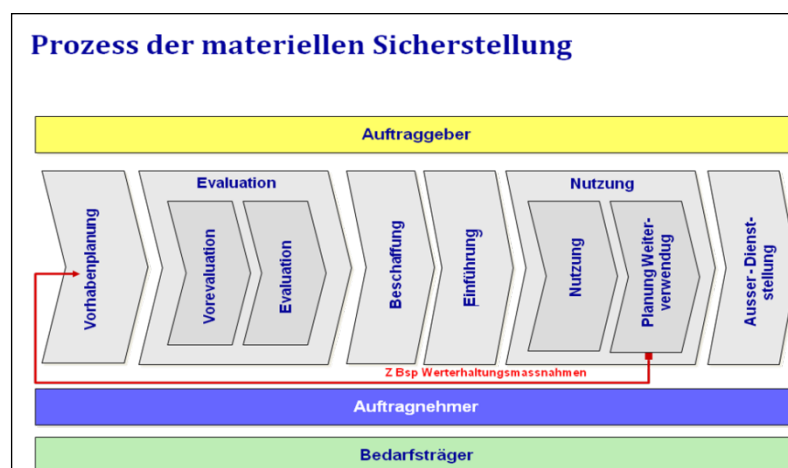 Prozess der materiellen Sicherstellung
Auftraggeber
Vorhabenplanung
Evaluation
Vorevaluation
Evaluation
Beschaffung
Einführung
Nutzung
Nutzung
Planung Weiter-
verwendug
Ausser - Dienst-
stellung
Z Bsp Werterhaltungsmassnahmen
Auftragnehmer
Bedarfsträger